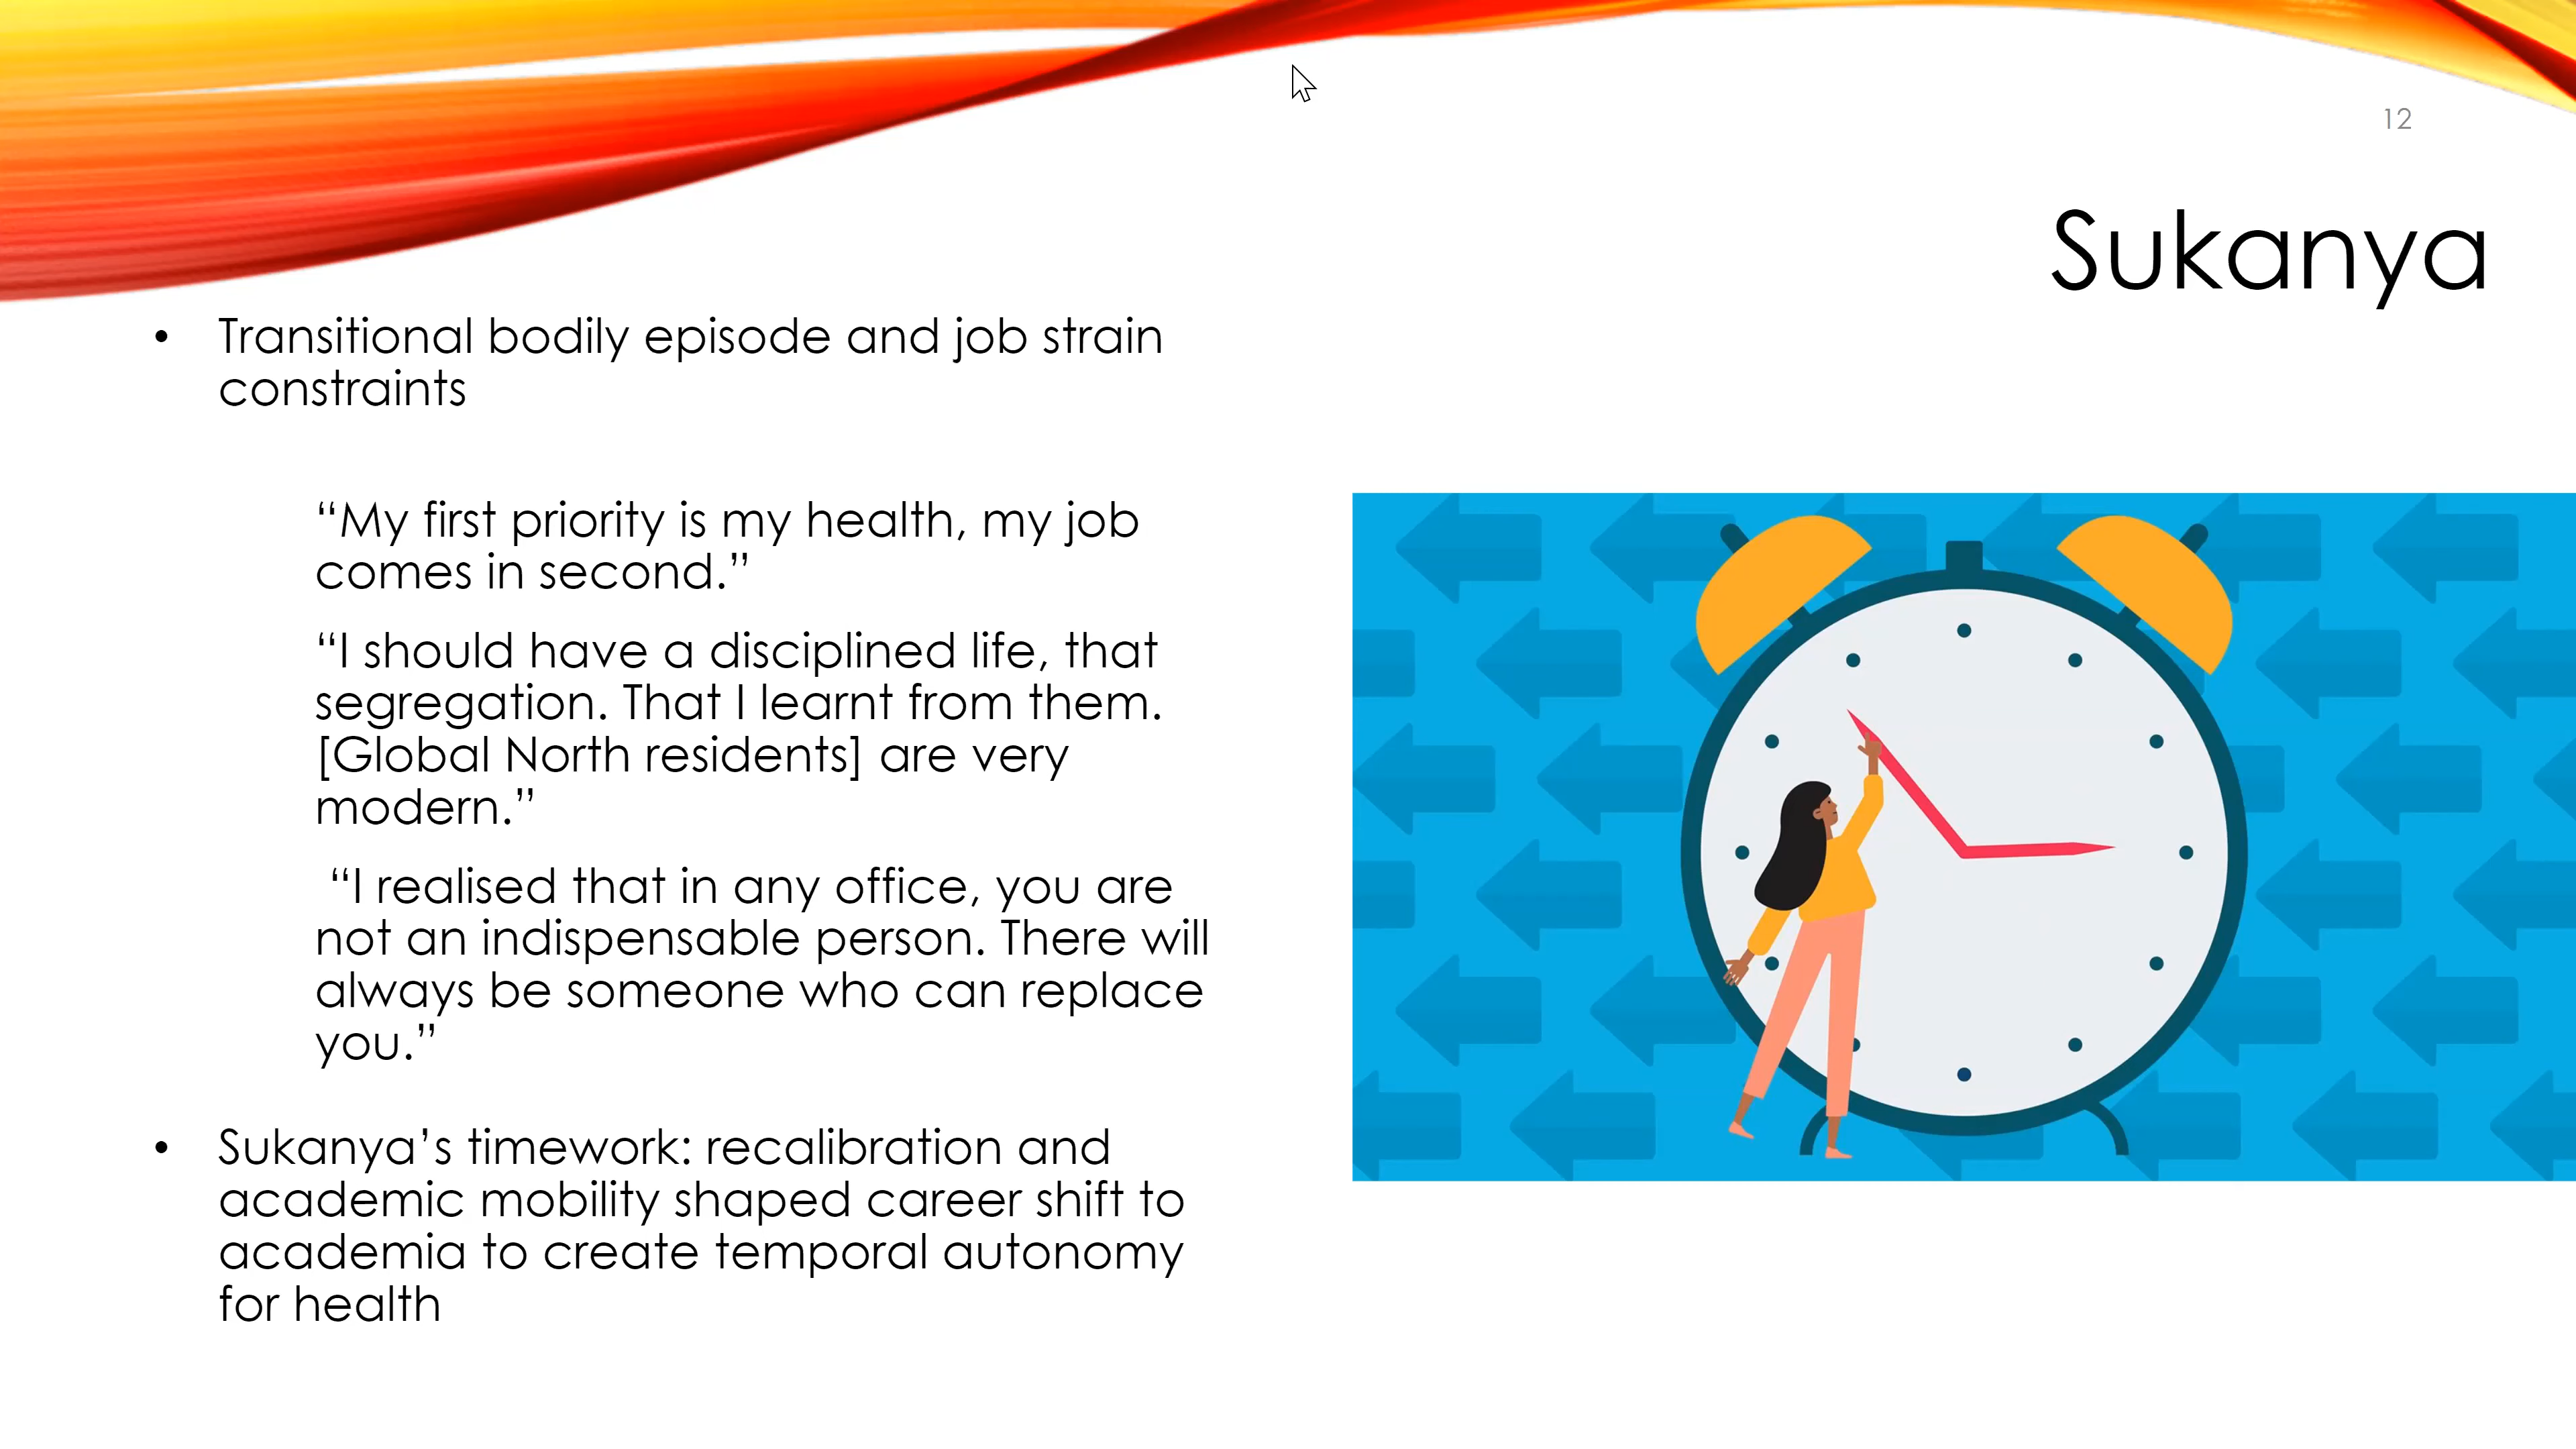 12
Sukanya
• Transitional bodily episode and job strain
constraints
“My first priority is my health, my job
comes in second.”
“I should have a disciplined life, that
segregation. That I learnt from them.
[Global North residents] are very
modern.”
“I realised that in any office, you are
not an indispensable person. There will
always be someone who can replace
you.”
• Sukanya’s timework: recalibration and
academic mobility shaped career shift to
academia to create temporal autonomy
for health